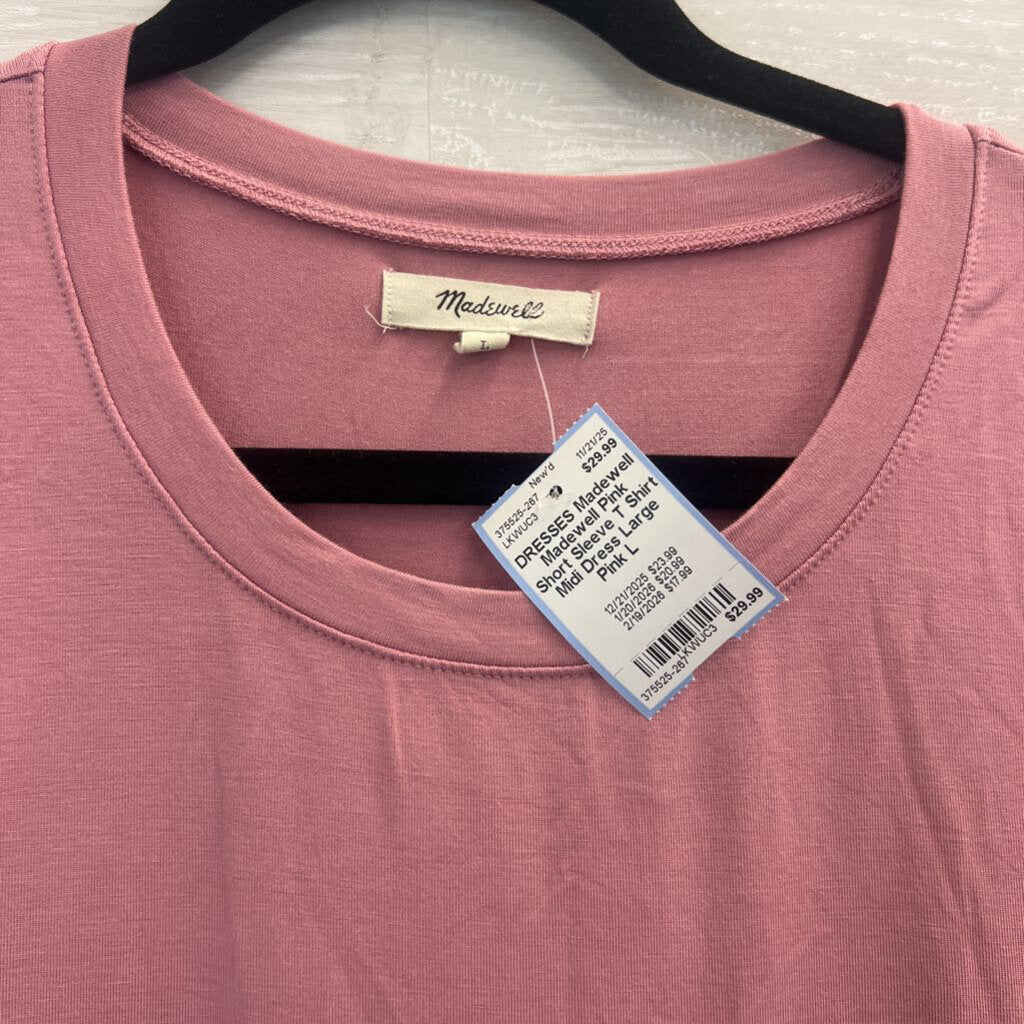 Madewell
L
375525-267 New'd 11/21/25
LKWUC3 $29.99
DRESSES Madewell
Madewell Pink
Short Sleeve T Shirt
Midi Dress Large
Pink L
12/21/2025 $23.99
1/20/2026 $20.99
2/19/2026 $17.99
375525-267 LKWUC3 $29.99